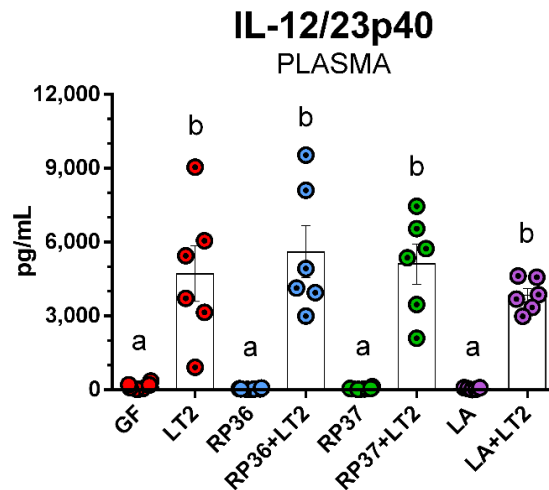 IL-12/23p40
PLASMA
12,000
9,000
6,000
3,000
0
pg/mL
a
b
a
b
a
b
a
b
GF
LT2
RP36
RP36+LT2
RP37
RP37+LT2
LA
LA+LT2